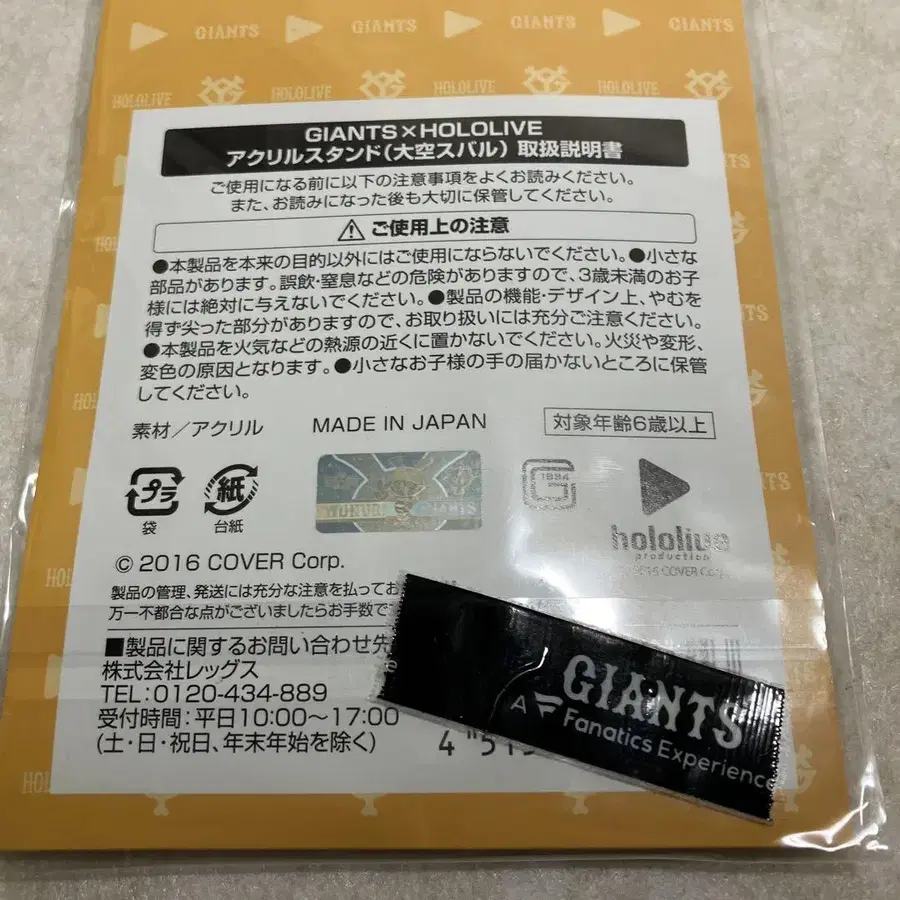 GIANTS
GIANTS
GIANTS
GIANTS
HOLOLIVE
HOLOLIVE
HOLOLIVE
HOLOLIVE
GIANTS×HOLOLIVE
アクリルスタンド(大空スバル) 取扱説明書
ご使用になる前に以下の注意事項をよくお読みください。
また、お読みになった後も大切に保管してください。
ご使用上の注意
●本製品を本来の目的以外にはご使用にならないでください。●小さな
部品があります。誤飲・窒息などの危険がありますので、3歳未満のお子
様には絶対に与えないでください。●製品の機能・デザイン上、やむを
得ず尖った部分がありますので、お取り扱いには充分ご注意ください。
●本製品を火気などの熱源の近くに置かないでください。火災や変形、
変色の原因となります。●小さなお子様の手の届かないところに保管
してください。
素材/アクリル
MADE IN JAPAN
対象年齢6歳以上
プラ
袋
紙
台紙
GIANTS
1934
G
hololive
production
2016 COVER Corp.
© 2016 COVER Corp.
製品の管理、発送には充分な注意を払ってお
万一不都合な点がございましたらお手数で
■製品に関するお問い合わせ先
株式会社レッグス
TEL:0120-434-889
受付時間:平日10:00~17:00
(土・日・祝日、年末年始を除く)
GIANTS
A Fanatics Experience